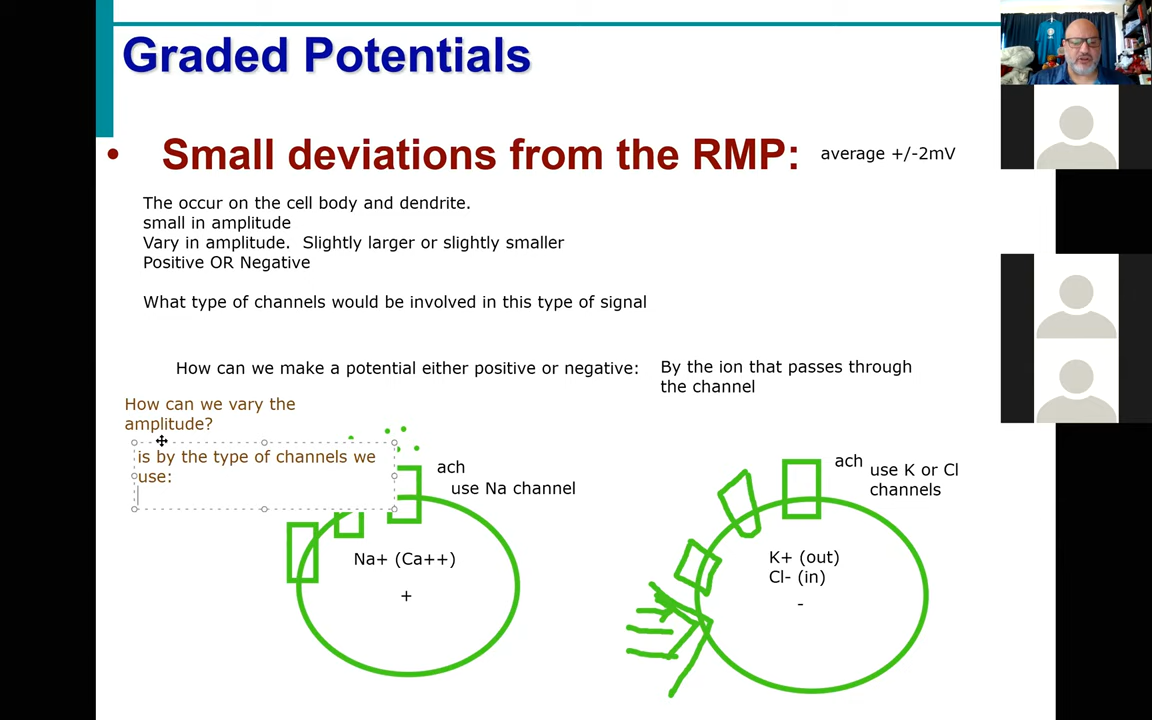 Graded Potentials
• Small deviations from the RMP: average +/-2mV
The occur on the cell body and dendrite.
small in amplitude
Vary in amplitude. Slightly larger or slightly smaller
Positive OR Negative
What type of channels would be involved in this type of signal
How can we make a potential either positive or negative:
By the ion that passes through
the channel
How can we vary the
amplitude?
is by the type of channels we
use:
ach
use Na channel
Na+ (Ca++)
+
ach
use K or Cl
channels
K+ (out)
Cl- (in)
-